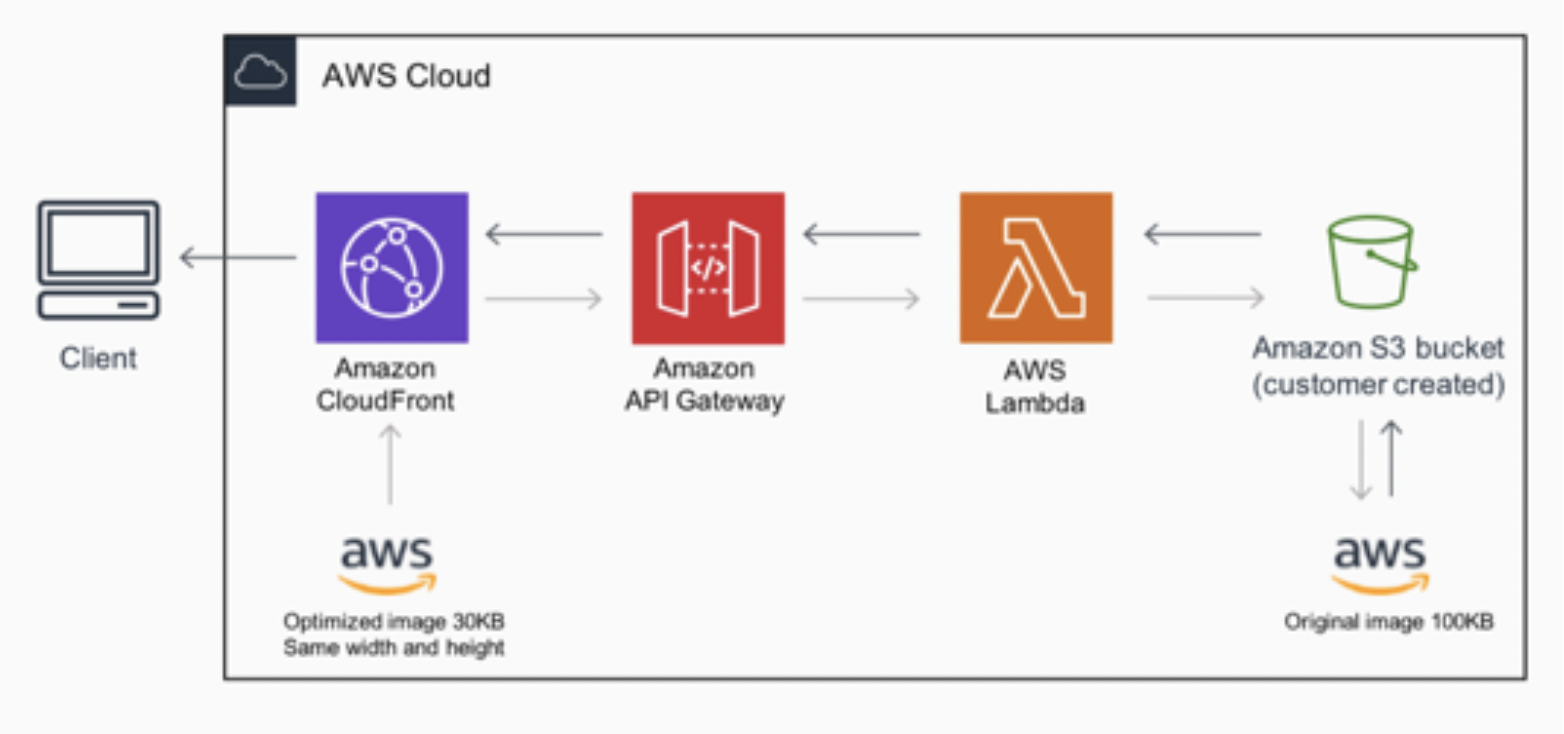 AWS Cloud
Client
Amazon
CloudFront
Amazon
API Gateway
</>
AWS
Lambda
Amazon S3 bucket
(customer created)
aws
Optimized image 30KB
Same width and height
aws
Original image 100KB